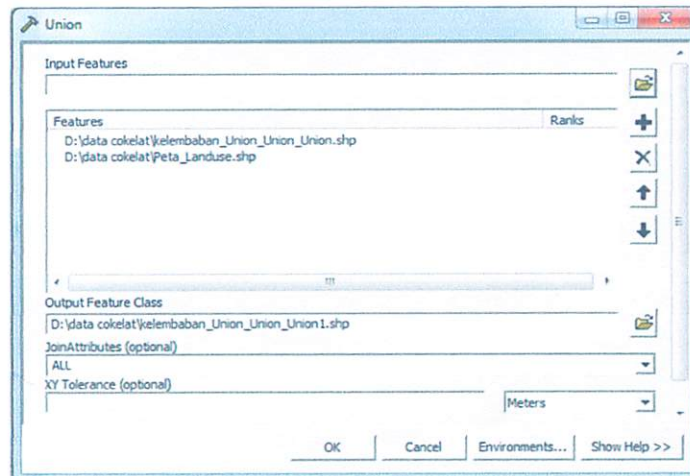 Union
Input Features
Features Ranks
D:\data cokelat\kelembaban_Union_Union_Union.shp
D:\data cokelat\Peta_Landuse.shp
Output Feature Class
D:\data cokelat\kelembaban_Union_Union_Union1.shp
JoinAttributes (optional)
ALL
XY Tolerance (optional)
Meters
OK Cancel Environments... Show Help >>